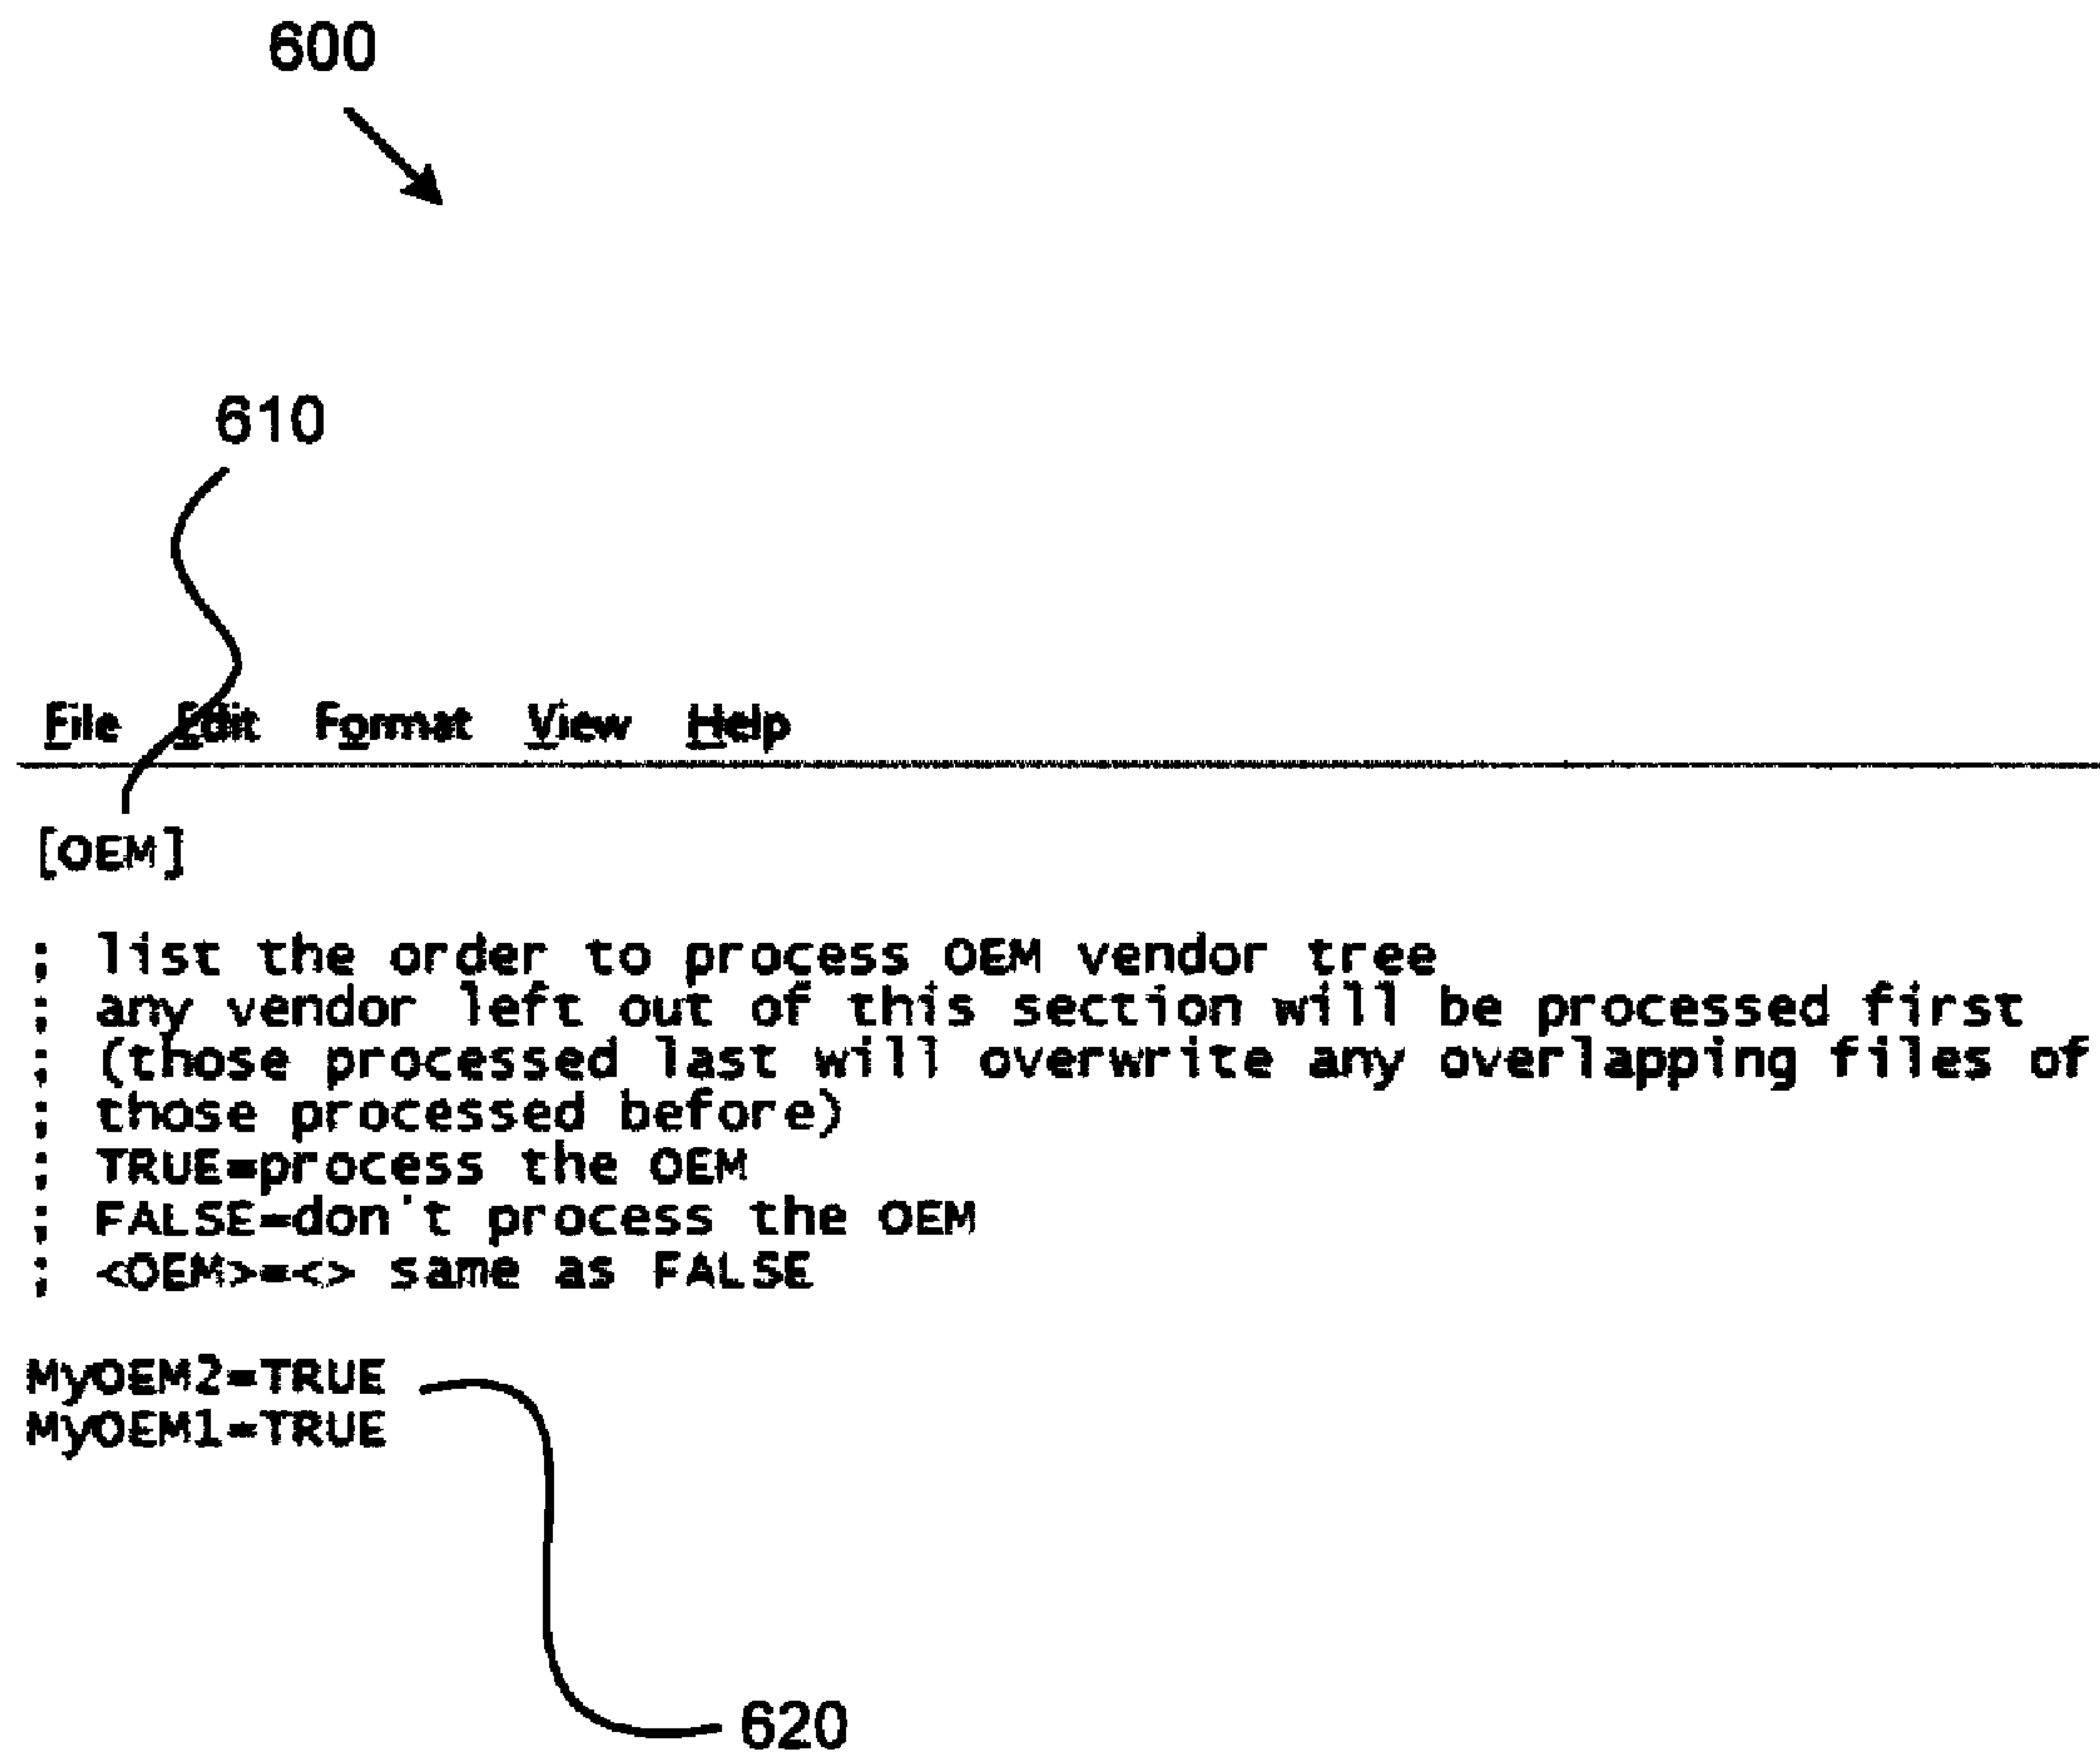 600
610
File Edit Format View Help
[OEM]
; list the order to process OEM vendor tree
; any vendor left out of this section will be processed first
; (those processed last will overwrite any overlapping files of
; those processed before)
; TRUE=process the OEM
; FALSE=don't process the OEM
; <OEM>=<> same as FALSE
MyOEM2=TRUE
MyOEM1=TRUE
620